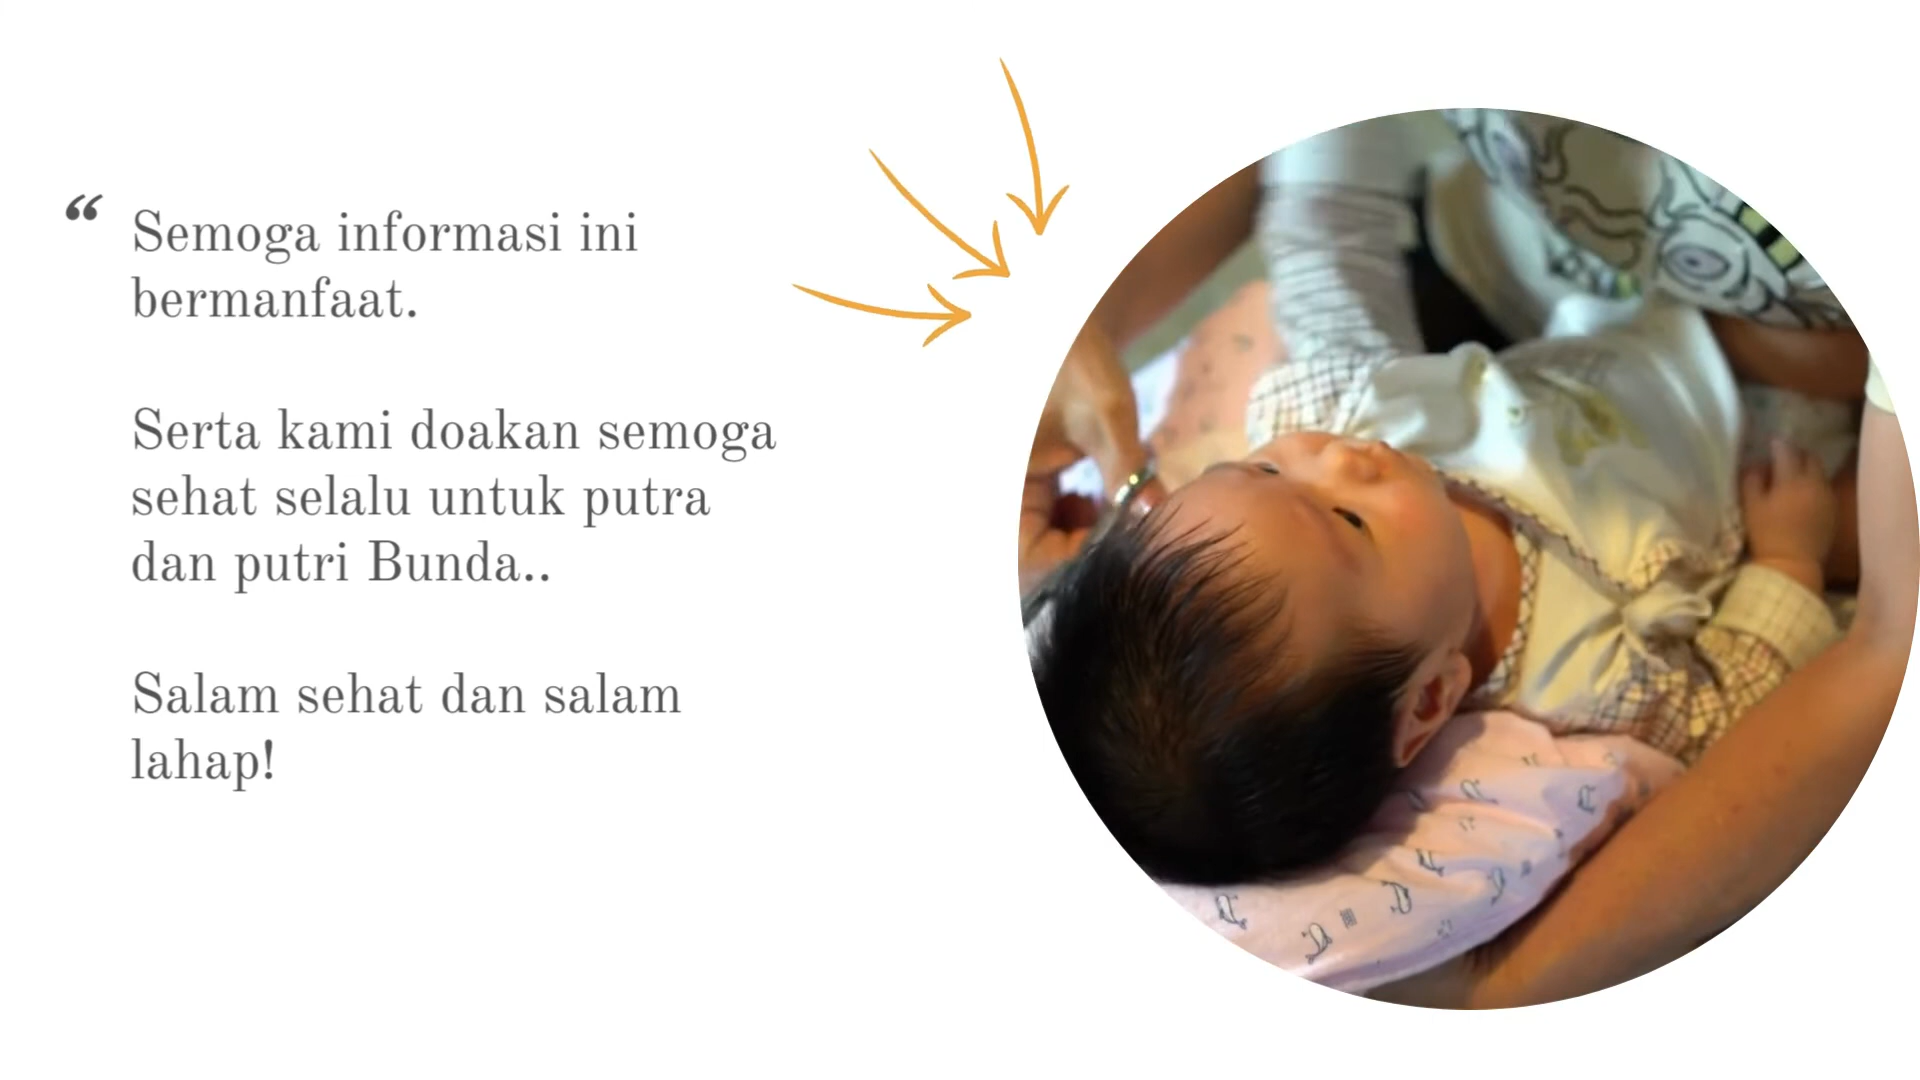 “ Semoga informasi ini
bermanfaat.
Serta kami doakan semoga
sehat selalu untuk putra
dan putri Bunda..
Salam sehat dan salam
lahap!